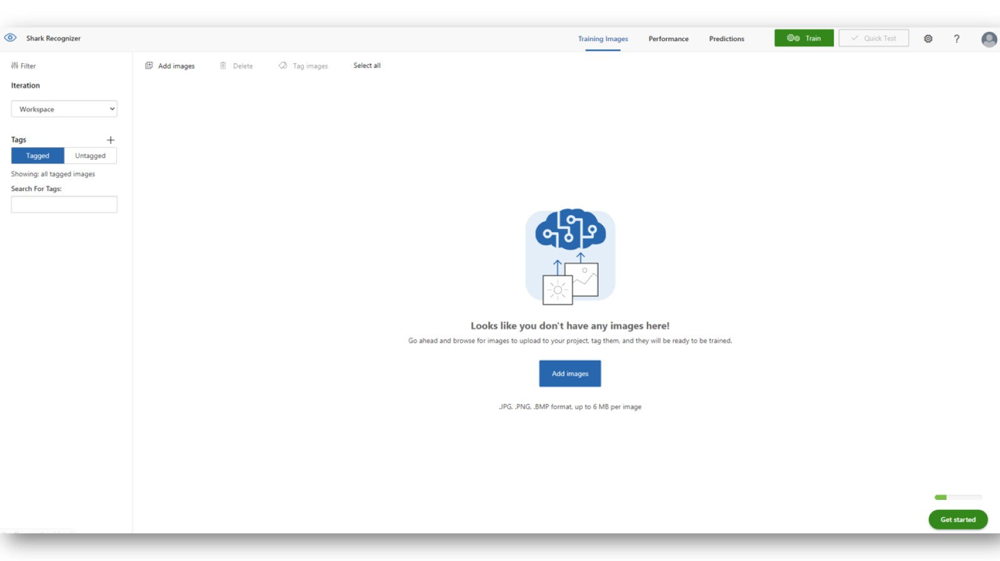 Shark Recognizer
Training Images
Performance
Predictions
Train
Quick Test
?
Filter
Add images
Delete
Tag images
Select all
Iteration
Workspace
Tags
Tagged
Untagged
Showing: all tagged images
Search For Tags:
Looks like you don't have any images here!
Go ahead and browse for images to upload to your project, tag them, and they will be ready to be trained.
Add images
.JPG, .PNG, .BMP format, up to 6 MB per image
Get started